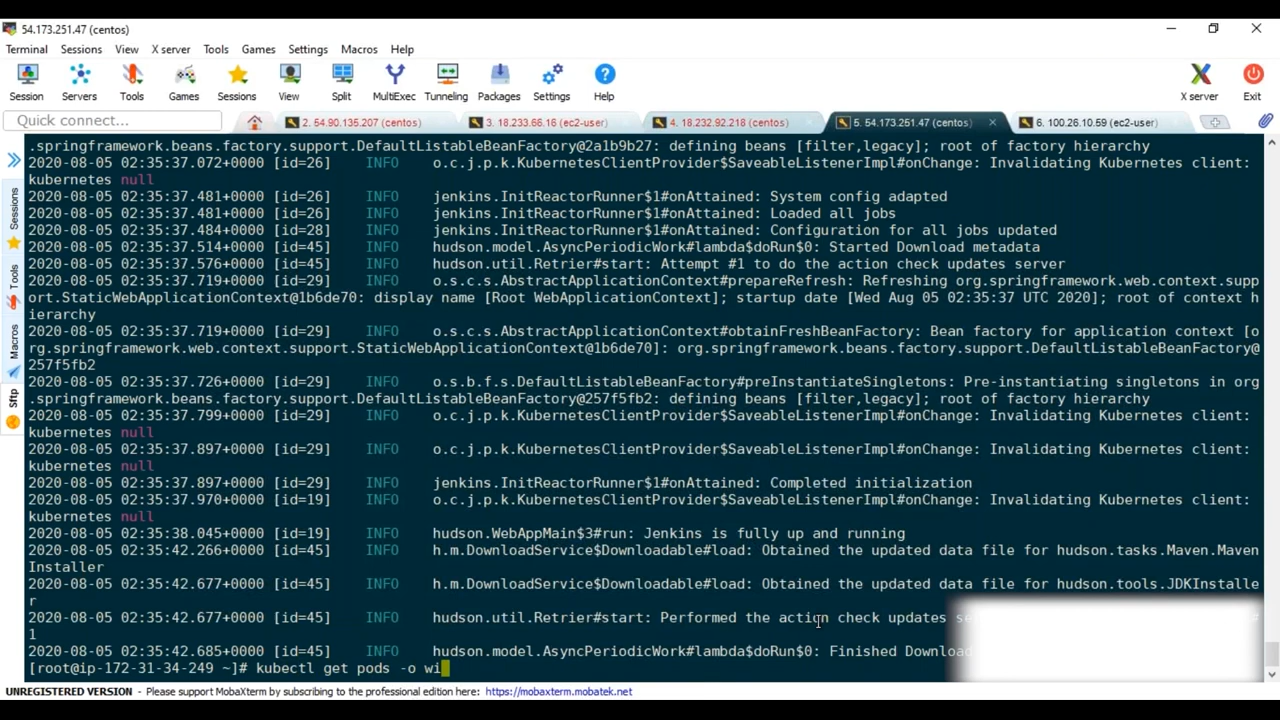 54.173.251.47 (centos)
Terminal Sessions View X server Tools Games Settings Macros Help
Session Servers Tools Games Sessions View Split MultiExec Tunneling Packages Settings Help X server Exit
Quick connect...
2. 54.90.135.207 (centos)
3. 18.233.66.16 (ec2-user)
4. 18.232.92.218 (centos)
5. 54.173.251.47 (centos)
6. 100.26.10.59 (ec2-user)
Sessions
Tools
Macros
Sftp
.springframework.beans.factory.support.DefaultListableBeanFactory@2a1b9b27: defining beans [filter,legacy]; root of factory hierarchy
2020-08-05 02:35:37.072+0000 [id=26] INFO o.c.j.p.k.KubernetesClientProvider$SaveableListenerImpl#onChange: Invalidating Kubernetes client:
kubernetes null
2020-08-05 02:35:37.481+0000 [id=26] INFO jenkins.InitReactorRunner$1#onAttained: System config adapted
2020-08-05 02:35:37.481+0000 [id=26] INFO jenkins.InitReactorRunner$1#onAttained: Loaded all jobs
2020-08-05 02:35:37.484+0000 [id=28] INFO jenkins.InitReactorRunner$1#onAttained: Configuration for all jobs updated
2020-08-05 02:35:37.514+0000 [id=45] INFO hudson.model.AsyncPeriodicWork#lambda$doRun$0: Started Download metadata
2020-08-05 02:35:37.576+0000 [id=45] INFO hudson.util.Retrier#start: Attempt #1 to do the action check updates server
2020-08-05 02:35:37.719+0000 [id=29] INFO o.s.c.s.AbstractApplicationContext#prepareRefresh: Refreshing org.springframework.web.context.supp
ort.StaticWebApplicationContext@1b6de70: display name [Root WebApplicationContext]; startup date [Wed Aug 05 02:35:37 UTC 2020]; root of context h
ierarchy
2020-08-05 02:35:37.719+0000 [id=29] INFO o.s.c.s.AbstractApplicationContext#obtainFreshBeanFactory: Bean factory for application context [o
rg.springframework.web.context.support.StaticWebApplicationContext@1b6de70]: org.springframework.beans.factory.support.DefaultListableBeanFactory@
257f5fb2
2020-08-05 02:35:37.726+0000 [id=29] INFO o.s.b.f.s.DefaultListableBeanFactory#preInstantiateSingletons: Pre-instantiating singletons in org
.springframework.beans.factory.support.DefaultListableBeanFactory@257f5fb2: defining beans [filter,legacy]; root of factory hierarchy
2020-08-05 02:35:37.799+0000 [id=29] INFO o.c.j.p.k.KubernetesClientProvider$SaveableListenerImpl#onChange: Invalidating Kubernetes client:
kubernetes null
2020-08-05 02:35:37.897+0000 [id=29] INFO o.c.j.p.k.KubernetesClientProvider$SaveableListenerImpl#onChange: Invalidating Kubernetes client:
kubernetes null
2020-08-05 02:35:37.897+0000 [id=29] INFO jenkins.InitReactorRunner$1#onAttained: Completed initialization
2020-08-05 02:35:37.970+0000 [id=19] INFO o.c.j.p.k.KubernetesClientProvider$SaveableListenerImpl#onChange: Invalidating Kubernetes client:
kubernetes null
2020-08-05 02:35:38.045+0000 [id=19] INFO hudson.WebAppMain$3#run: Jenkins is fully up and running
2020-08-05 02:35:42.266+0000 [id=45] INFO h.m.DownloadService$Downloadable#load: Obtained the updated data file for hudson.tasks.Maven.Maven
Installer
2020-08-05 02:35:42.677+0000 [id=45] INFO h.m.DownloadService$Downloadable#load: Obtained the updated data file for hudson.tools.JDKInstalle
r
2020-08-05 02:35:42.677+0000 [id=45] INFO hudson.util.Retrier#start: Performed the action check updates
1
2020-08-05 02:35:42.685+0000 [id=45] INFO hudson.model.AsyncPeriodicWork#lambda$doRun$0: Finished Download
[root@ip-172-31-34-249 ~]# kubectl get pods -o wi
UNREGISTERED VERSION - Please support MobaXterm by subscribing to the professional edition here: https://mobaxterm.mobatek.net